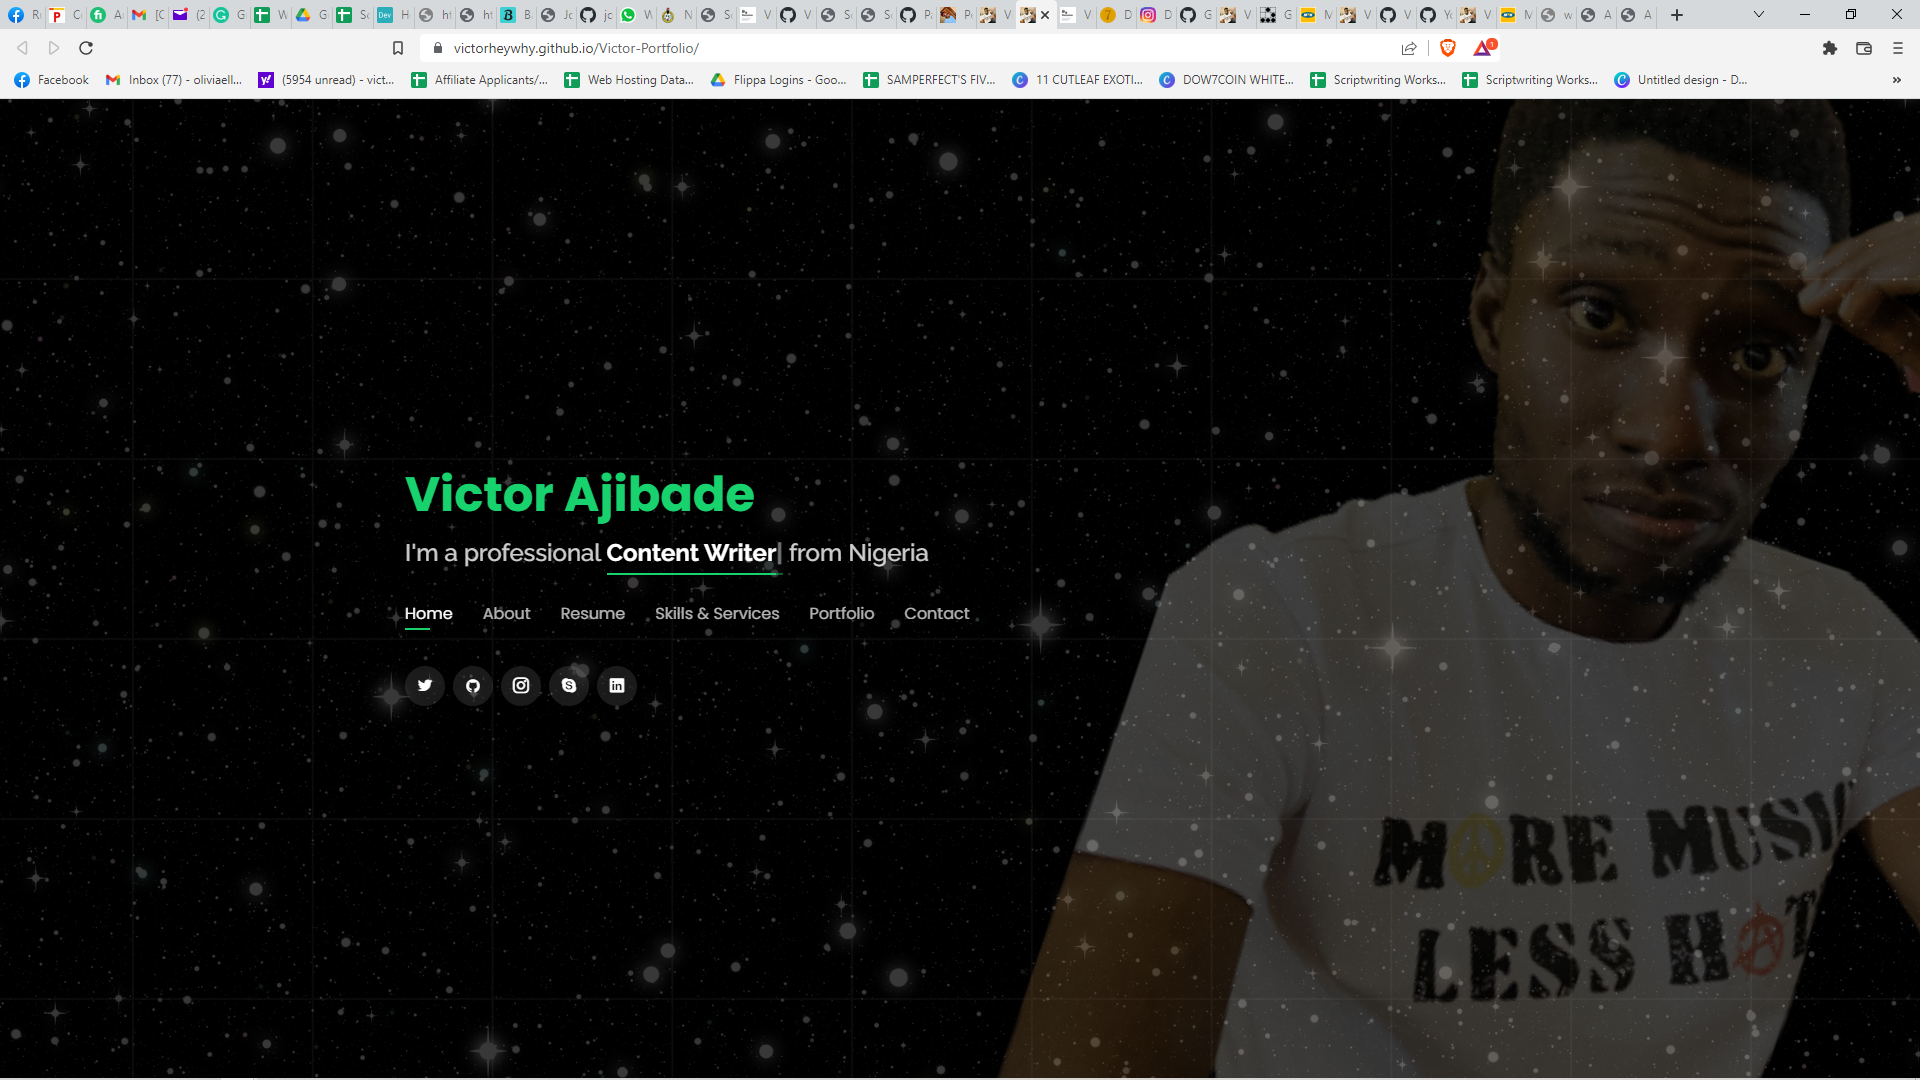 victorheywhy.github.io/Victor-Portfolio/
Facebook
Inbox (77) - oliviaell...
(5954 unread) - vict...
Affiliate Applicants/...
Web Hosting Data...
Flippa Logins - Goo...
SAMPERFECT'S FIV...
11 CUTLEAF EXOTI...
DOW7COIN WHITE...
Scriptwriting Works...
Scriptwriting Works...
Untitled design - D...
Victor Ajibade
I'm a professional Content Writer| from Nigeria
Home About Resume Skills & Services Portfolio Contact
MORE MUSIC
LESS HAT